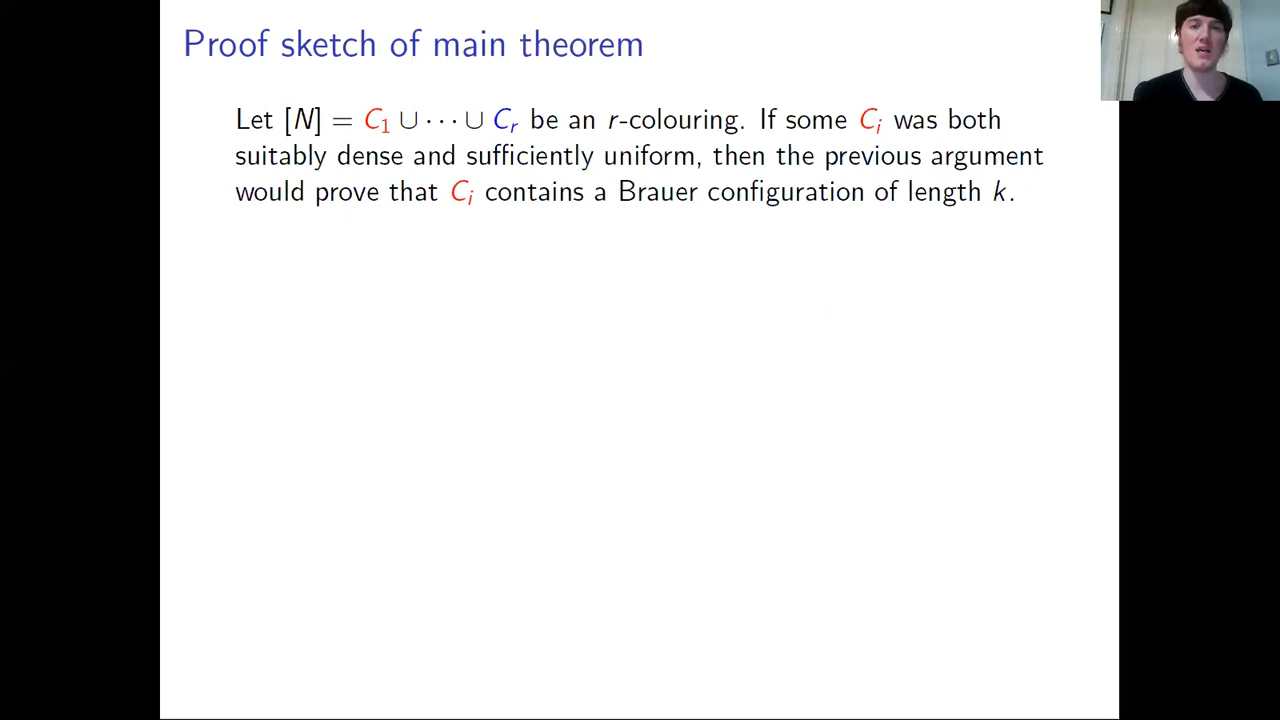 Proof sketch of main theorem
Let [N] = C₁ ∪ ⋯ ∪ Cᵣ be an r-colouring. If some Cᵢ was both
suitably dense and sufficiently uniform, then the previous argument
would prove that Cᵢ contains a Brauer configuration of length k.